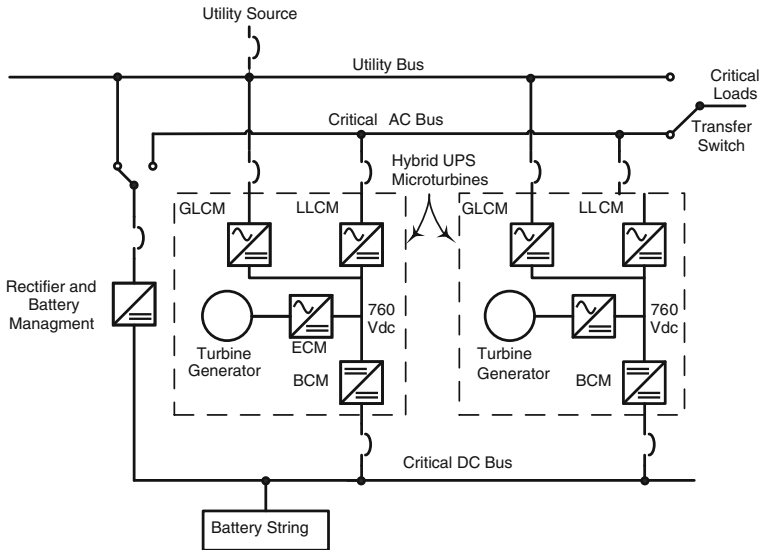 Utility Source
Utility Bus
Critical
Loads
Critical AC Bus
Transfer
Switch
Hybrid UPS
Microturbines
GLCM
LLCM
GLCM
LLCM
Rectifier and
Battery
Managment
760
Vdc
760
Vdc
Turbine
Generator
ECM
Turbine
Generator
BCM
BCM
Critical DC Bus
Battery String